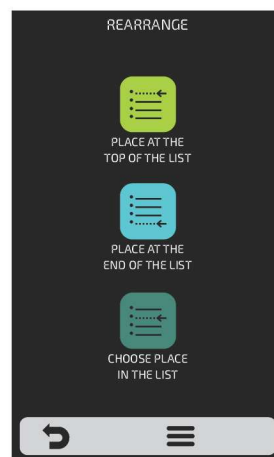 REARRANGE
PLACE AT THE
TOP OF THE LIST
PLACE AT THE
END OF THE LIST
CHOOSE PLACE
IN THE LIST